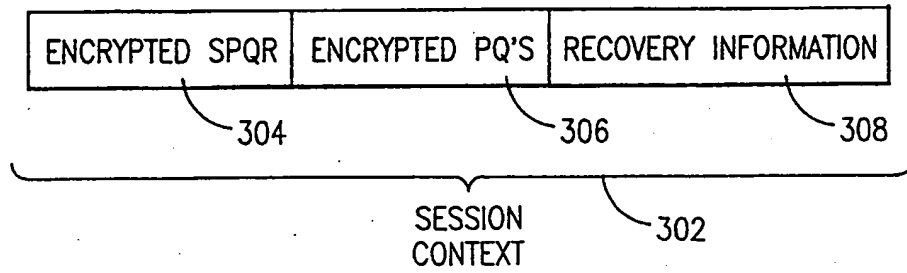 ENCRYPTED SPQR ENCRYPTED PQ'S RECOVERY INFORMATION
304 306 308
SESSION
CONTEXT
302